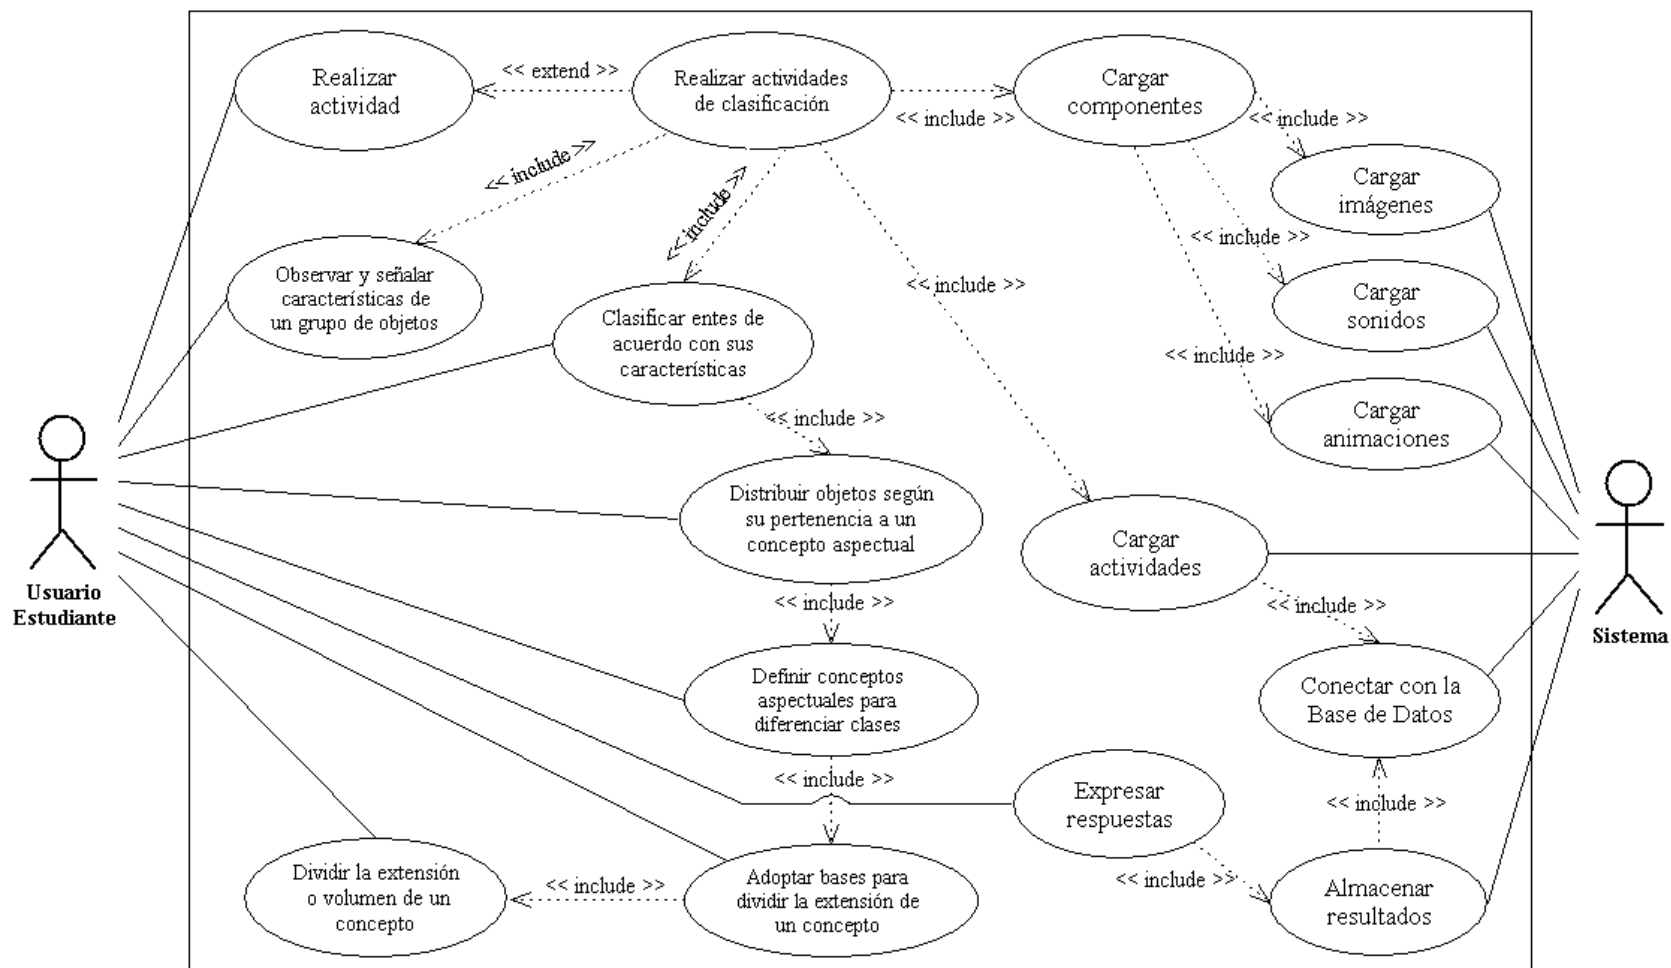 Realizar
actividad
<< extend >>
Realizar actividades
de clasificación
<< include >>
Cargar
componentes
<< include >>
<< include >>
<< include >>
Cargar
imágenes
<< include >>
Observar y señalar
características de
un grupo de objetos
Clasificar entes de
acuerdo con sus
características
<< include >>
Cargar
sonidos
<< include >>
Cargar
animaciones
<< include >>
Distribuir objetos según
su pertenencia a un
concepto aspectual
Cargar
actividades
Usuario
Estudiante
<< include >>
<< include >>
Sistema
Definir conceptos
aspectuales para
diferenciar clases
Conectar con la
Base de Datos
<< include >>
Expresar
respuestas
<< include >>
Dividir la extensión
o volumen de un
concepto
<< include >>
Adoptar bases para
dividir la extensión de
un concepto
<< include >>
Almacenar
resultados